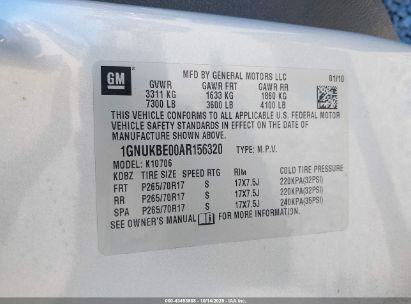 GM
MFD BY GENERAL MOTORS LLC 01/10
GVWR GAWR FRT GAWR RR
3311 KG 1633 KG 1860 KG
7300 LB 3600 LB 4100 LB
THIS VEHICLE CONFORMS TO ALL APPLICABLE U.S. FEDERAL MOTOR
VEHICLE SAFETY STANDARDS IN EFFECT ON THE DATE OF
MANUFACTURE SHOWN ABOVE.
1GNUKBE00AR156320 TYPE: M.P.V.
MODEL: K10706
KDBZ TIRE SIZE SPEED RTG RIM COLD TIRE PRESSURE
FRT P265/70R17 S 17X7.5J 220KPA(32PSI)
RR P265/70R17 S 17X7.5J 220KPA(32PSI)
SPA P265/70R17 S 17X7.5J 240KPA(35PSI)
SEE OWNER'S MANUAL FOR ADDITIONAL INFORMATION.